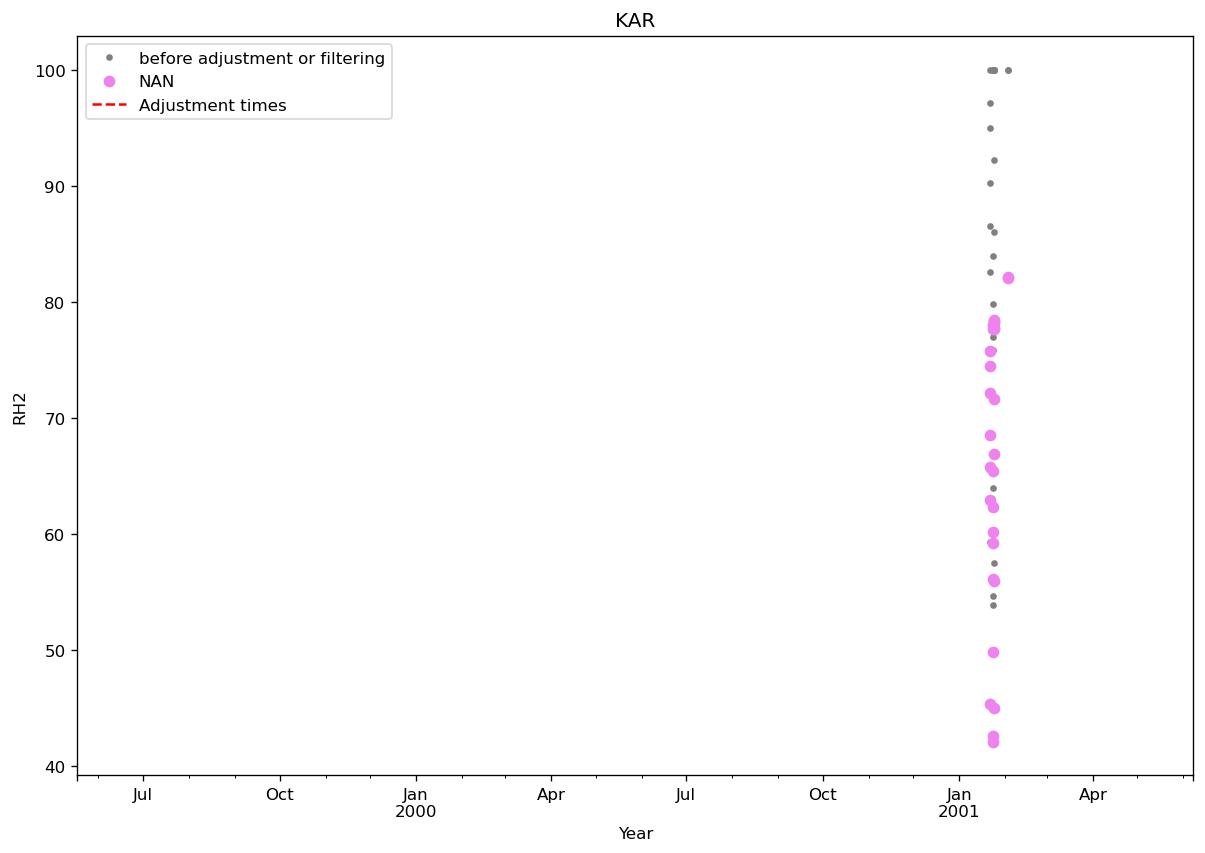 KAR
before adjustment or filtering
NAN
Adjustment times
100
90
80
70
60
50
40
RH2
Jul
Oct
Jan
2000
Apr
Jul
Oct
Jan
2001
Apr
Year